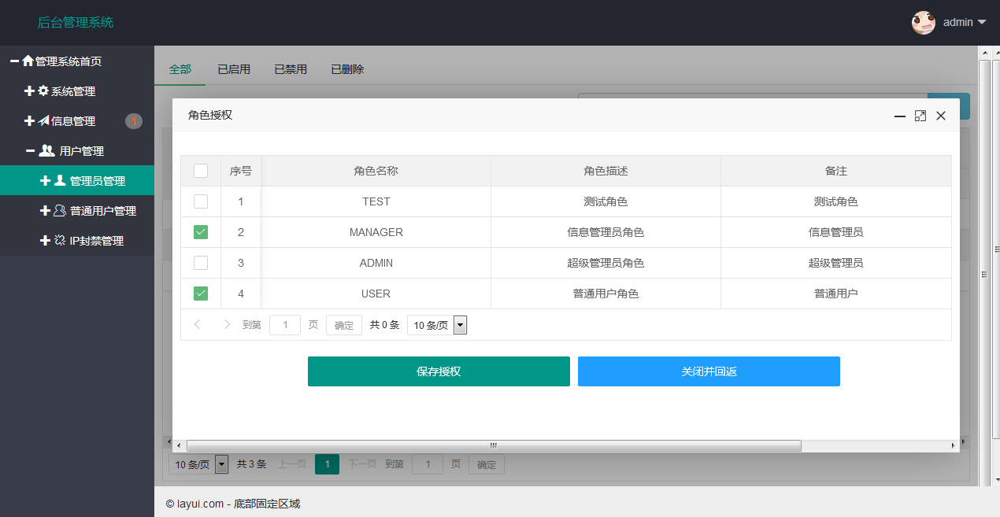 后台管理系统
admin
管理系统首页
系统管理
信息管理 1
用户管理
管理员管理
普通用户管理
IP封禁管理
全部 已启用 已禁用 已删除
角色授权
序号 角色名称 角色描述 备注
1 TEST 测试角色 测试角色
2 MANAGER 信息管理员角色 信息管理员
3 ADMIN 超级管理员角色 超级管理员
4 USER 普通用户角色 普通用户
到第 1 页 确定 共 0 条 10 条/页
保存授权 关闭并回返
10 条/页 共 3 条 上一页 1 下一页 到第 1 页 确定
© layui.com - 底部固定区域